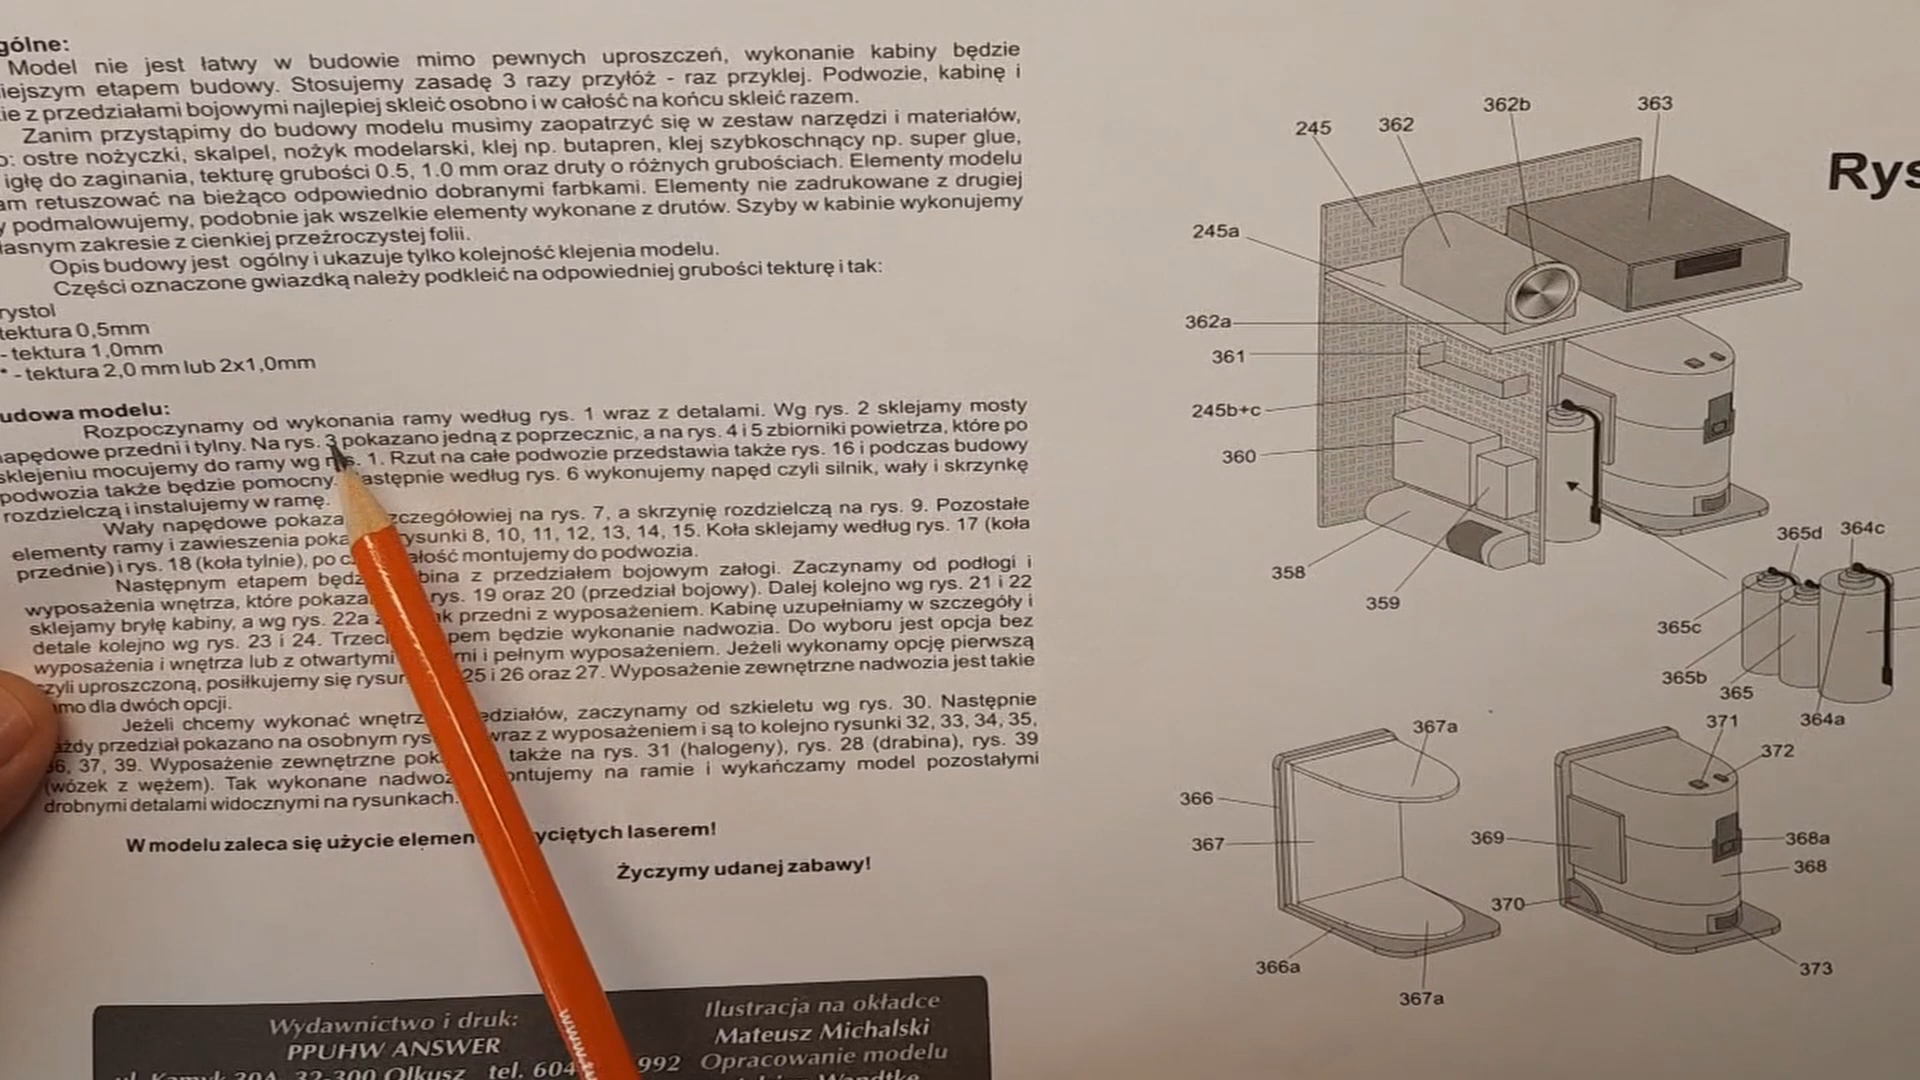 gólne:
Model nie jest łatwy w budowie mimo pewnych uproszczeń, wykonanie kabiny będzie
iejszym etapem budowy. Stosujemy zasadę 3 razy przyłóż - raz przyklej. Podwozie, kabinę i
ie z przedziałami bojowymi najlepiej skleić osobno i w całość na końcu skleić razem.
Zanim przystąpimy do budowy modelu musimy zaopatrzyć się w zestaw narzędzi i materiałów,
o: ostre nożyczki, skalpel, nożyk modelarski, klej np. butapren, klej szybkoschnący np. super glue,
igłę do zaginania, tekturę grubości 0.5, 1.0 mm oraz druty o różnych grubościach. Elementy modelu
am retuszować na bieżąco odpowiednio dobranymi farbkami. Elementy nie zadrukowane z drugiej
y podmalowujemy, podobnie jak wszelkie elementy wykonane z drutów. Szyby w kabinie wykonujemy
łasnym zakresie z cienkiej przeźroczystej folii.
Opis budowy jest ogólny i ukazuje tylko kolejność klejenia modelu.
Części oznaczone gwiazdką należy podkleić na odpowiedniej grubości tekturę i tak:
rystol
tektura 0,5mm
- tektura 1,0mm
* - tektura 2,0 mm lub 2x1,0mm
udowa modelu:
Rozpoczynamy od wykonania ramy według rys. 1 wraz z detalami. Wg rys. 2 sklejamy mosty
napędowe przedni i tylny. Na rys. 3 pokazano jedną z poprzecznic, a na rys. 4 i 5 zbiorniki powietrza, które po
sklejeniu mocujemy do ramy wg rys. 1. Rzut na całe podwozie przedstawia także rys. 16 i podczas budowy
podwozia także będzie pomocny. astępnie według rys. 6 wykonujemy napęd czyli silnik, wały i skrzynkę
rozdzielczą i instalujemy w ramę.
Wały napędowe pokaza zczegółowiej na rys. 7, a skrzynię rozdzielczą na rys. 9. Pozostałe
elementy ramy i zawieszenia poka rysunki 8, 10, 11, 12, 13, 14, 15. Koła sklejamy według rys. 17 (koła
przednie) i rys. 18 (koła tylnie), po c ałość montujemy do podwozia.
Następnym etapem będz bina z przedziałem bojowym załogi. Zaczynamy od podłogi i
wyposażenia wnętrza, które pokaza rys. 19 oraz 20 (przedział bojowy). Dalej kolejno wg rys. 21 i 22
sklejamy bryłę kabiny, a wg rys. 22a z ak przedni z wyposażeniem. Kabinę uzupełniamy w szczegóły i
detale kolejno wg rys. 23 i 24. Trzeci pem będzie wykonanie nadwozia. Do wyboru jest opcja bez
wyposażenia i wnętrza lub z otwartymi mi i pełnym wyposażeniem. Jeżeli wykonamy opcję pierwszą
czyli uproszczoną, posiłkujemy się rysun 25 i 26 oraz 27. Wyposażenie zewnętrzne nadwozia jest takie
amo dla dwóch opcji.
Jeżeli chcemy wykonać wnętrz edziałów, zaczynamy od szkieletu wg rys. 30. Następnie
ażdy przedział pokazano na osobnym rys wraz z wyposażeniem i są to kolejno rysunki 32, 33, 34, 35,
36, 37, 39. Wyposażenie zewnętrzne pok także na rys. 31 (halogeny), rys. 28 (drabina), rys. 39
(wózek z wężem). Tak wykonane nadwoz ontujemy na ramie i wykańczamy model pozostałymi
drobnymi detalami widocznymi na rysunkach.
W modelu zaleca się użycie elemen yciętych laserem!
Życzymy udanej zabawy!
Wydawnictwo i druk:
PPUHW ANSWER
ul. Kamyk 30A, 32-300 Olkusz tel. 604 992
Ilustracja na okładce
Mateusz Michalski
Opracowanie modelu
Rys
245
362
362b
363
245a
362a
361
245b+c
360
358
359
365d
364c
365c
365b
365
364a
371
367a
372
366
367
369
368a
368
370
366a
367a
373